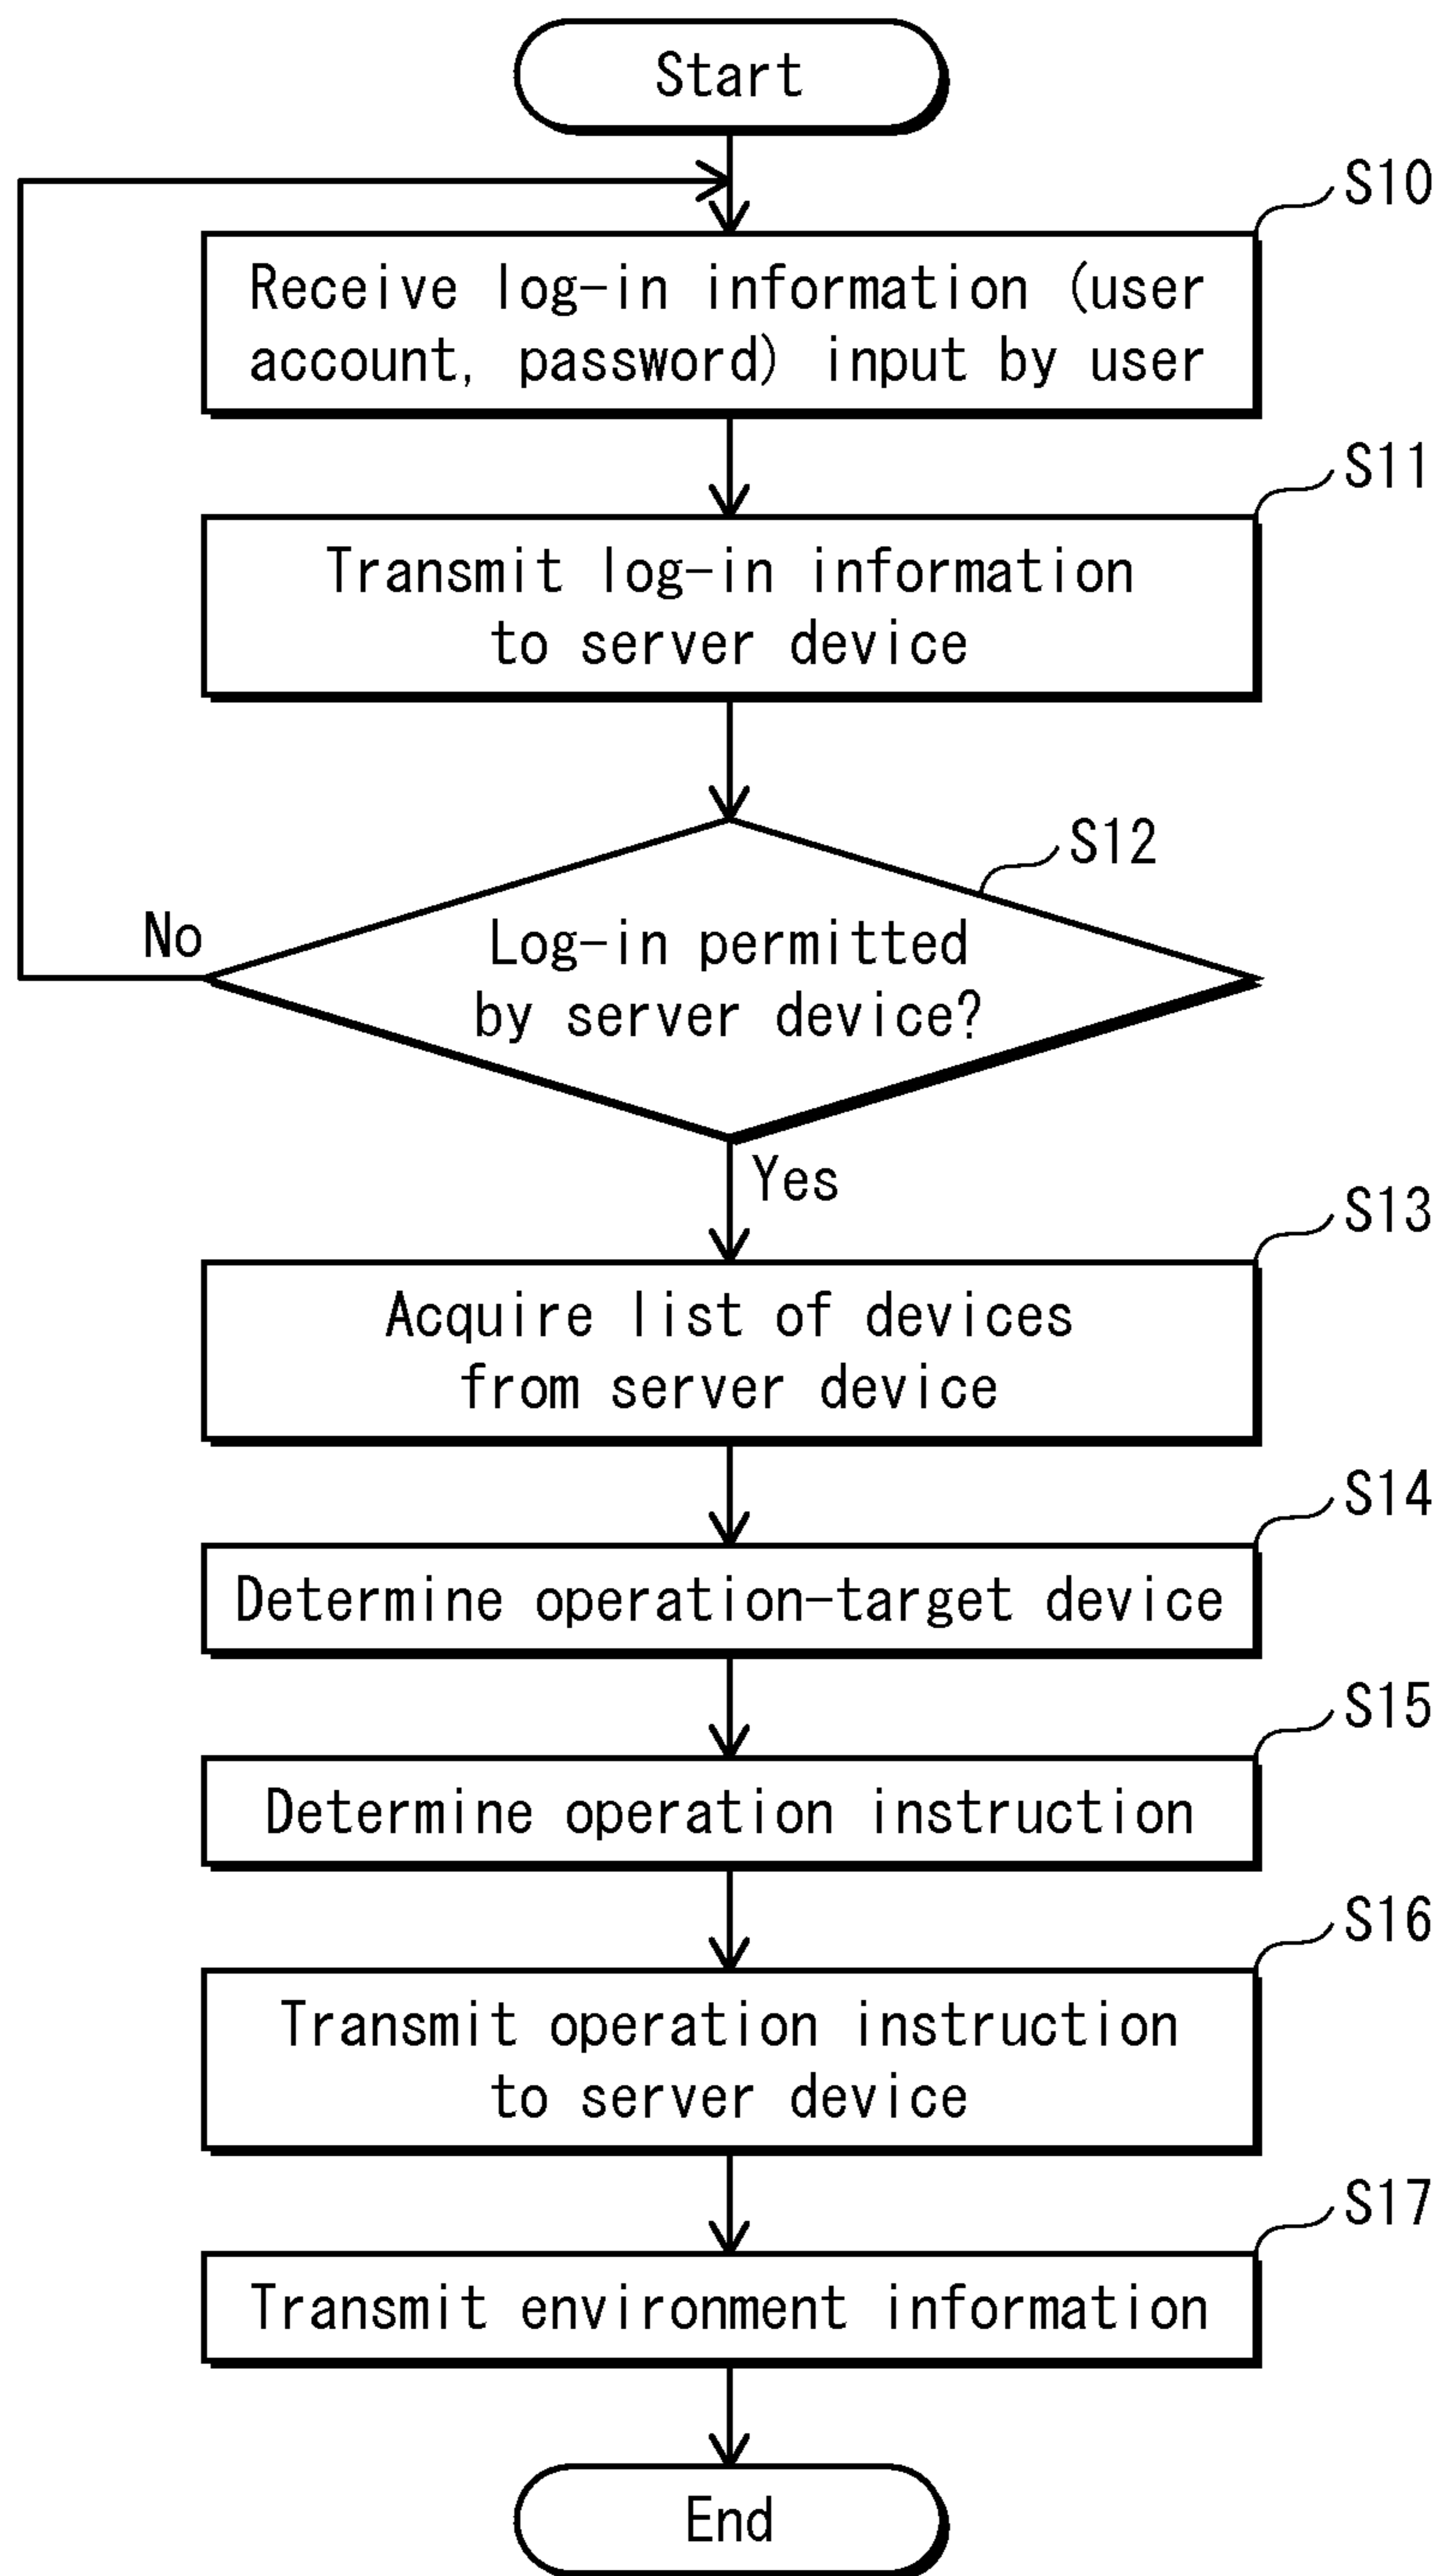 Start
S10
Receive log-in information (user
account, password) input by user
S11
Transmit log-in information
to server device
S12
Log-in permitted
by server device?
No
Yes
S13
Acquire list of devices
from server device
S14
Determine operation-target device
S15
Determine operation instruction
S16
Transmit operation instruction
to server device
S17
Transmit environment information
End